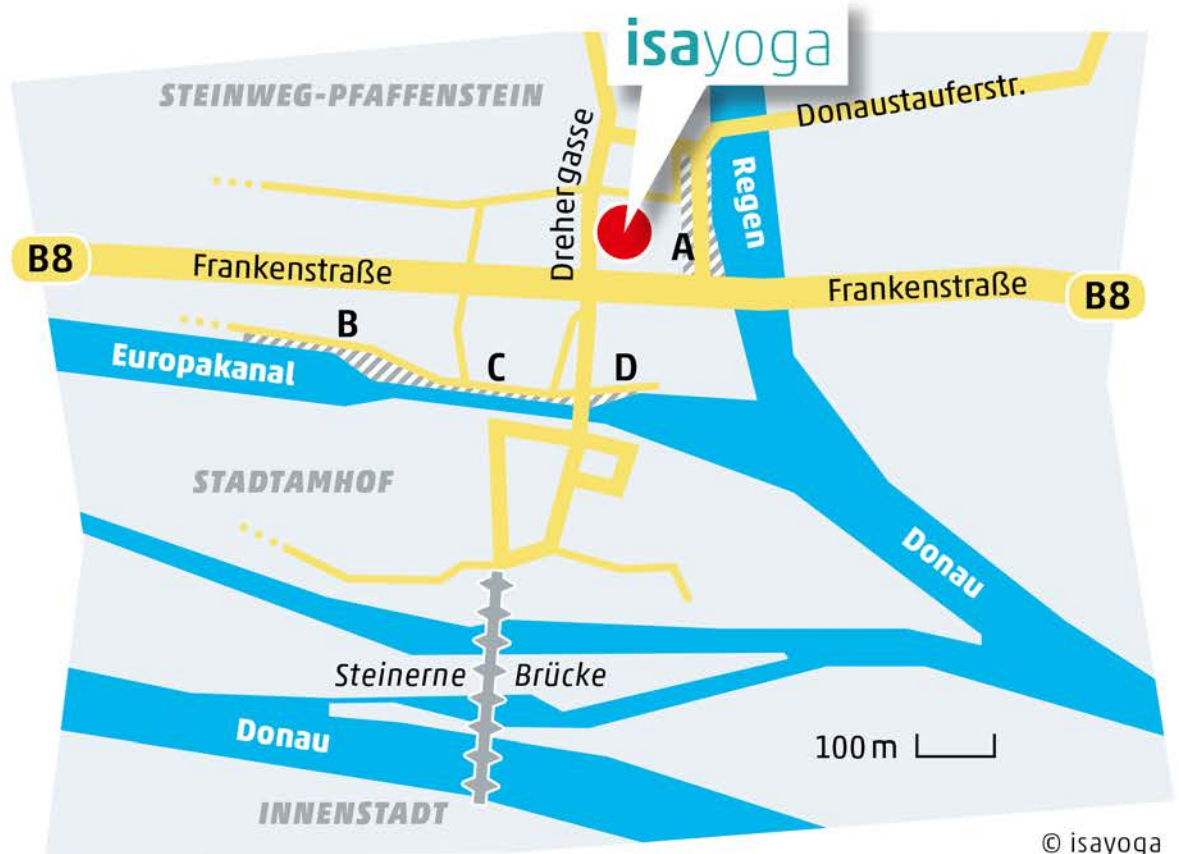 isayoga
STEINWEG-PFAFFENSTEIN
Donaustauferstr.
Drehergasse
Regen
A
B8
Frankenstraße
Frankenstraße
B8
B
Europakanal
C
D
STADTAMHOF
Donau
Steinerne Brücke
Donau
100 m
INNENSTADT
© isayoga